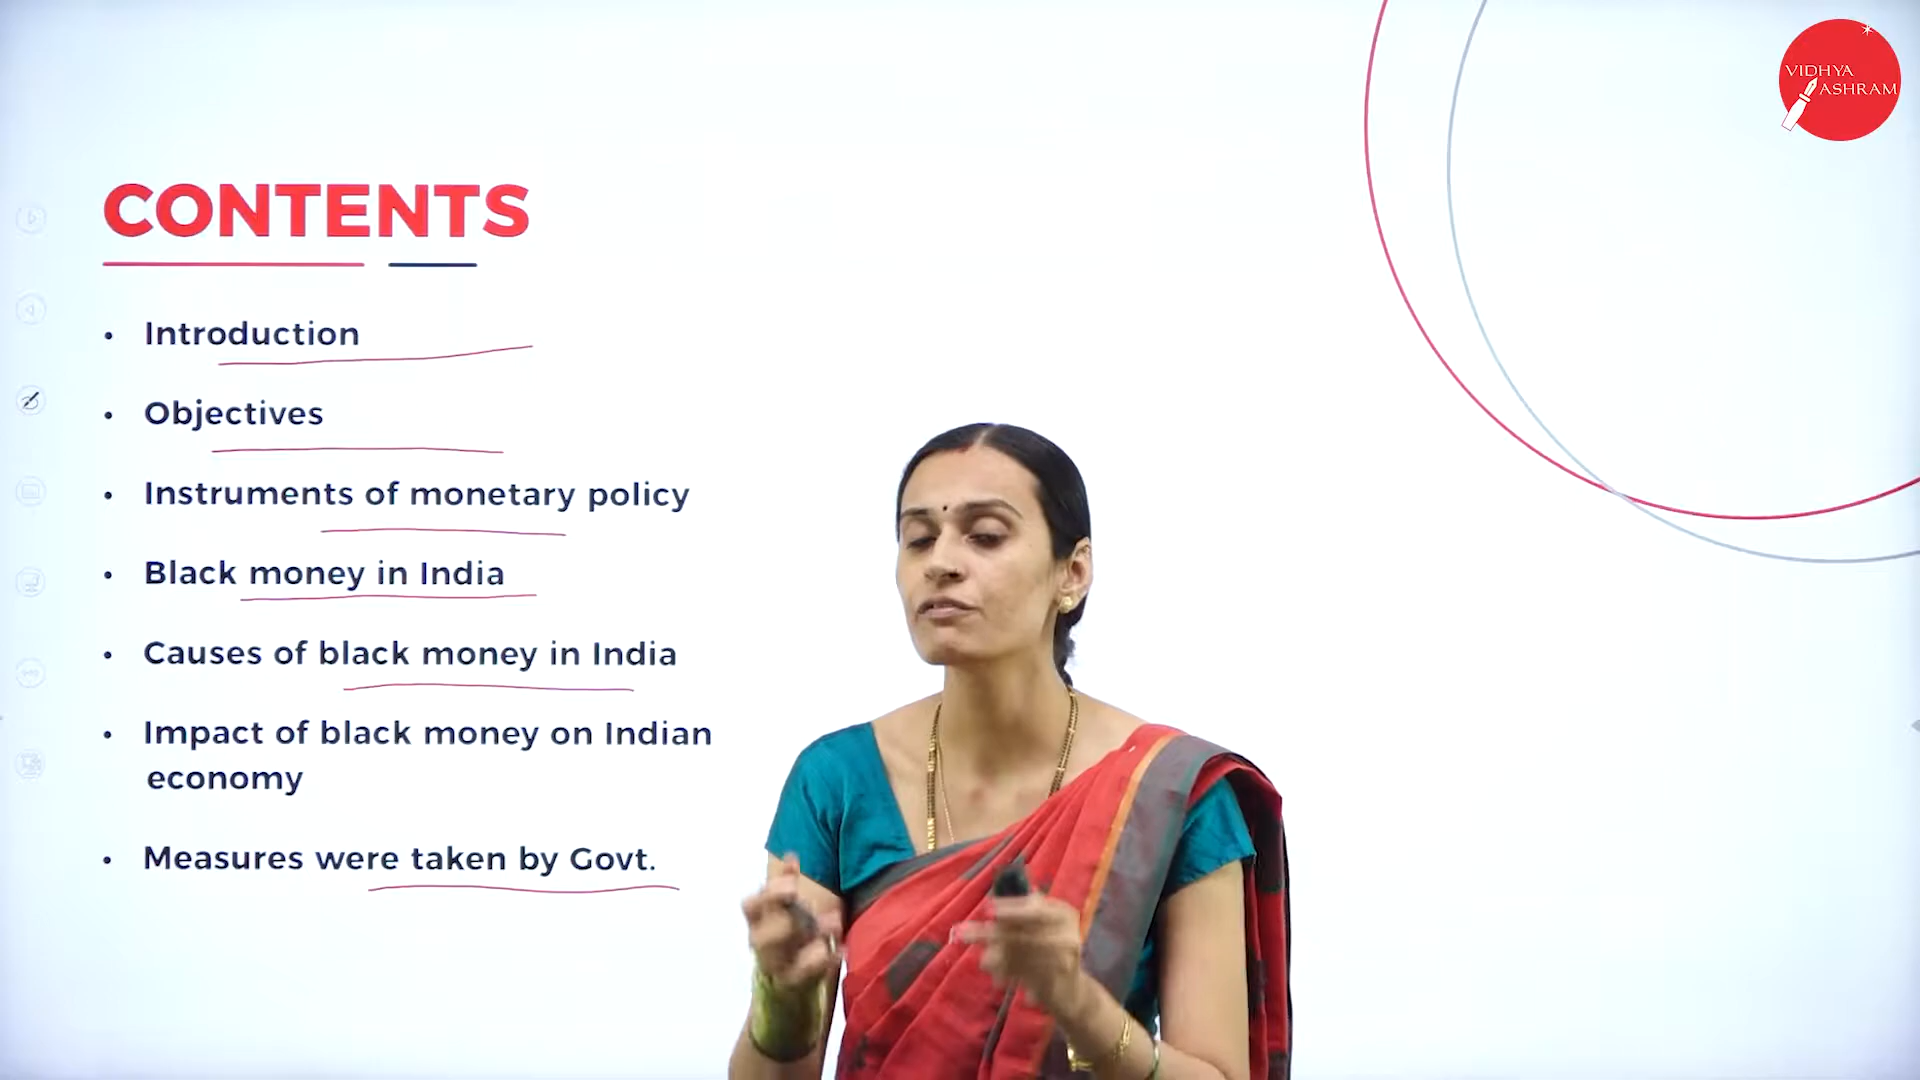 VIDHYA
ASHRAM
CONTENTS
• Introduction
• Objectives
• Instruments of monetary policy
• Black money in India
• Causes of black money in India
• Impact of black money on Indian
economy
• Measures were taken by Govt.